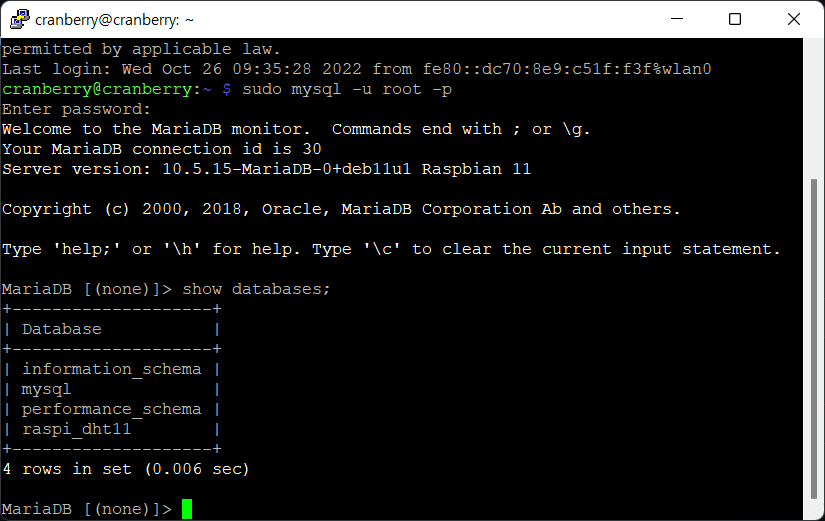 cranberry@cranberry: ~
permitted by applicable law.
Last login: Wed Oct 26 09:35:28 2022 from fe80::dc70:8e9:c51f:f3f%wlan0
cranberry@cranberry:~ $ sudo mysql -u root -p
Enter password:
Welcome to the MariaDB monitor.  Commands end with ; or \g.
Your MariaDB connection id is 30
Server version: 10.5.15-MariaDB-0+deb11u1 Raspbian 11

Copyright (c) 2000, 2018, Oracle, MariaDB Corporation Ab and others.

Type 'help;' or '\h' for help. Type '\c' to clear the current input statement.

MariaDB [(none)]> show databases;
+--------------------+
| Database           |
+--------------------+
| information_schema |
| mysql              |
| performance_schema |
| raspi_dht11        |
+--------------------+
4 rows in set (0.006 sec)

MariaDB [(none)]>